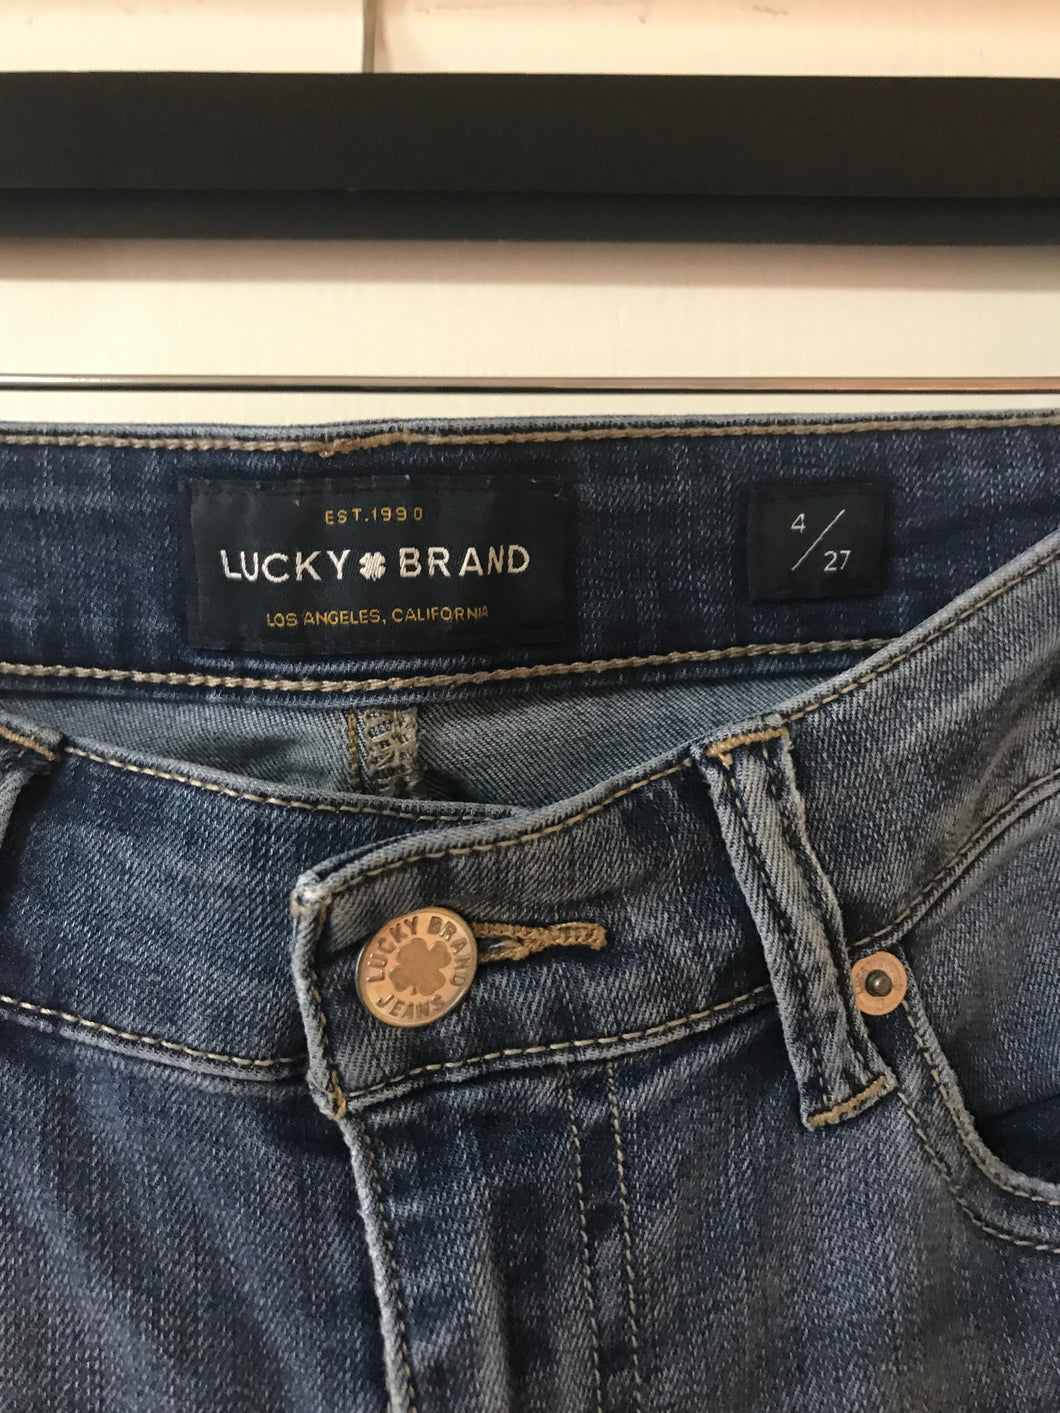 EST.1990
LUCKY BRAND
LOS ANGELES, CALIFORNIA
4/27
LUCKY BRAND
JEANS